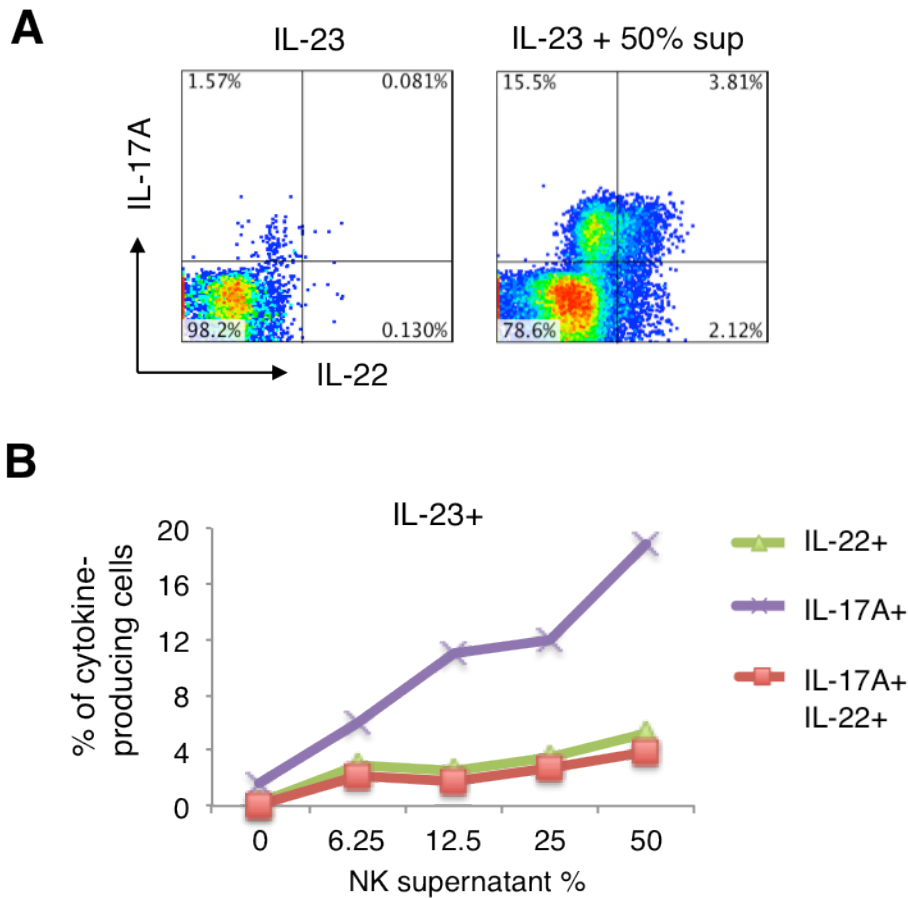 A
IL-23
IL-23 + 50% sup
1.57%
0.081%
15.5%
3.81%
IL-17A
98.2%
0.130%
78.6%
2.12%
IL-22
B
IL-23+
% of cytokine-
producing cells
20
16
12
8
4
0
0
6.25
12.5
25
50
NK supernatant %
IL-22+
IL-17A+
IL-17A+
IL-22+